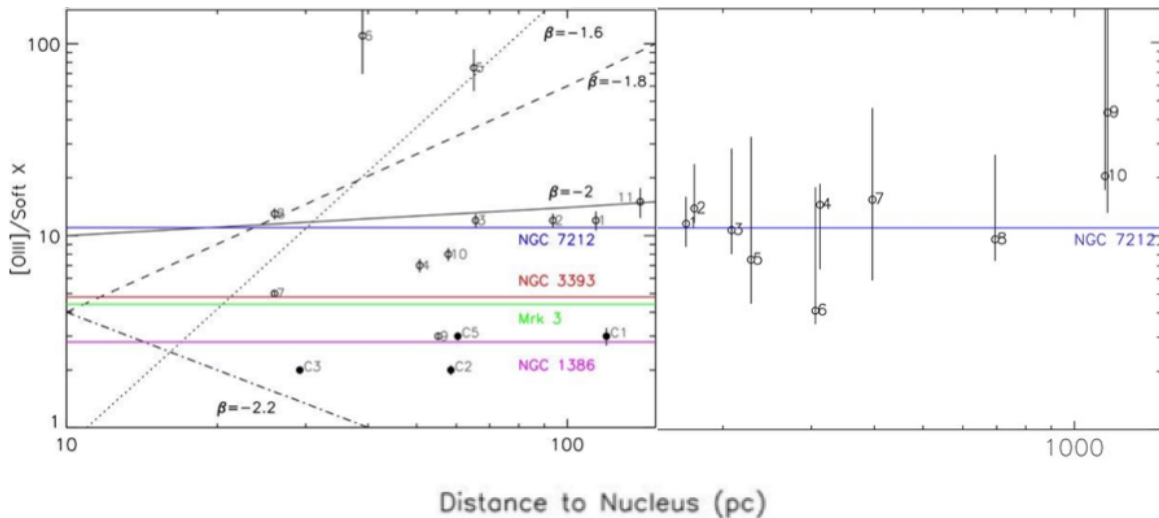 100
10
1
[OIII]/Soft X
6
5
β=−1.6
β=−1.8
β=−2
11
8
3
2
1
NGC 7212
10
4
NGC 3393
7
Mrk 3
9
C5
C1
NGC 1386
C3
C2
β=−2.2
10
100
9
10
7
2
4
1
3
NGC 7212
8
5
6
1000
Distance to Nucleus (pc)